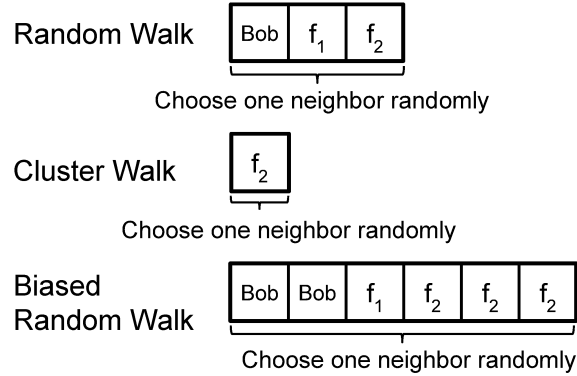 Random Walk
Bob f₁ f₂
Choose one neighbor randomly
Cluster Walk
f₂
Choose one neighbor randomly
Biased
Random Walk
Bob Bob f₁ f₂ f₂ f₂
Choose one neighbor randomly